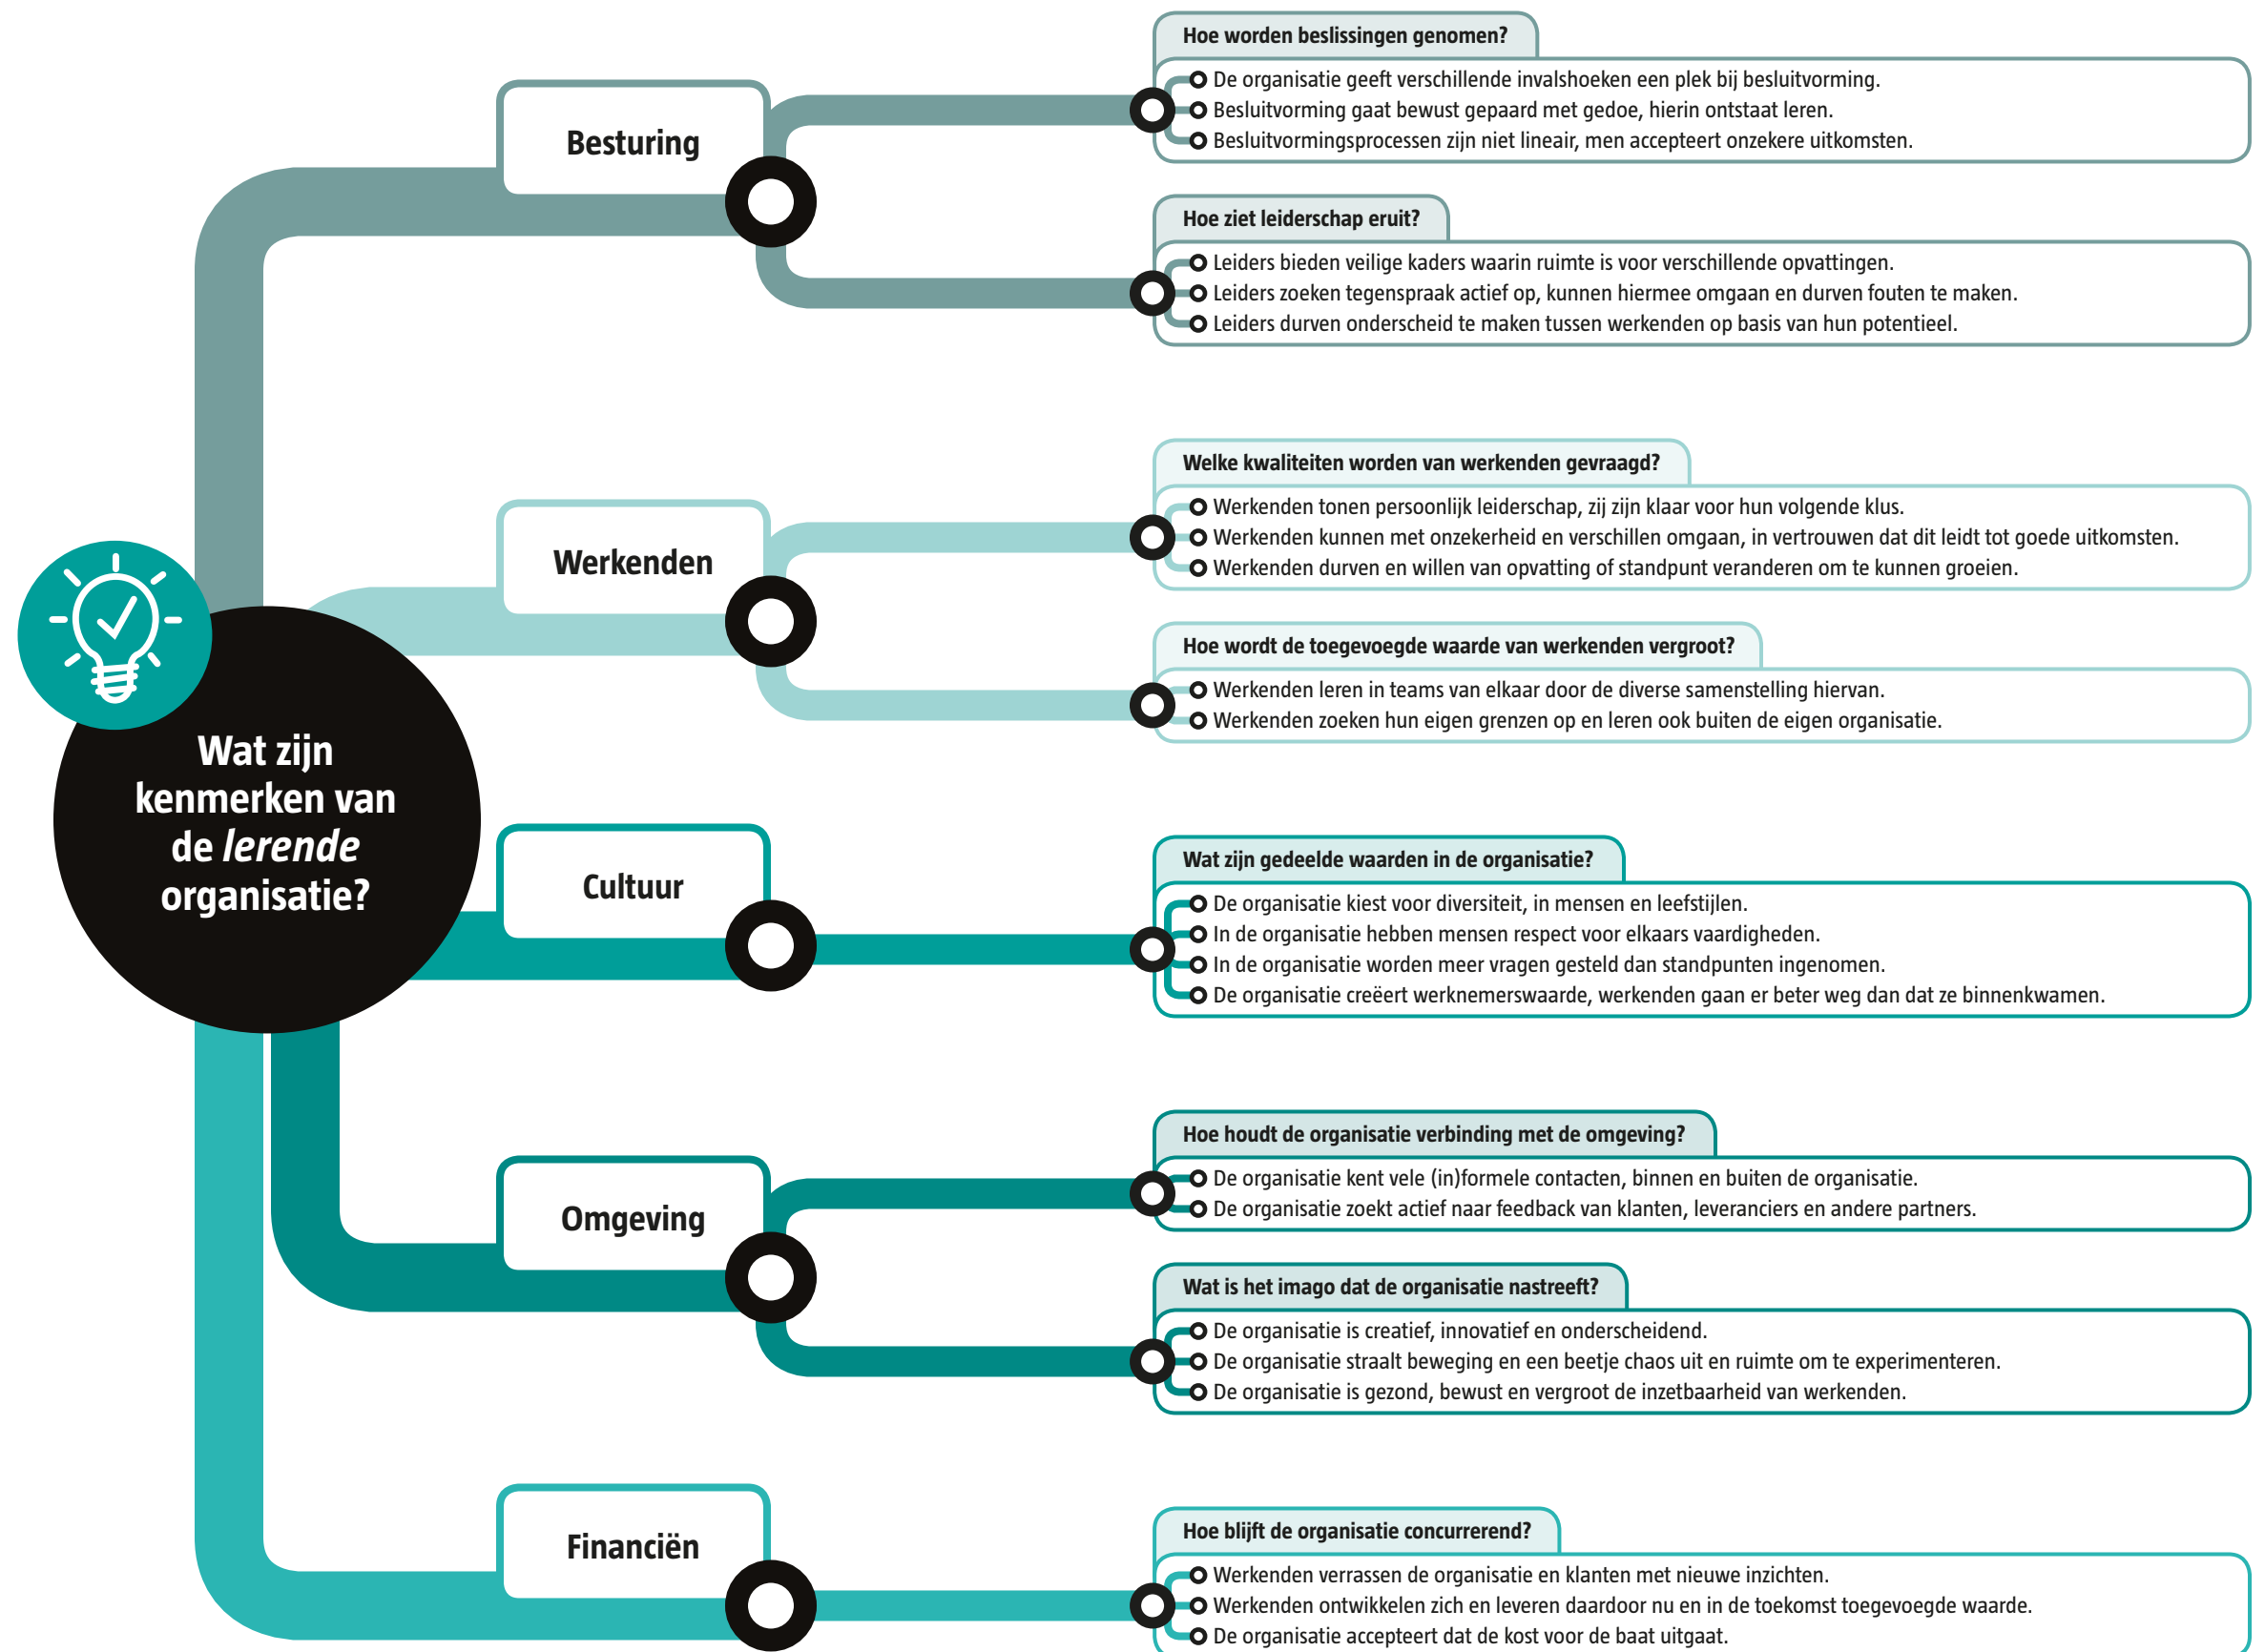 Wat zijn
kenmerken van
de lerende
organisatie?
Besturing
Hoe worden beslissingen genomen?
De organisatie geeft verschillende invalshoeken een plek bij besluitvorming.
Besluitvorming gaat bewust gepaard met gedoe, hierin ontstaat leren.
Besluitvormingsprocessen zijn niet lineair, men accepteert onzekere uitkomsten.
Hoe ziet leiderschap eruit?
Leiders bieden veilige kaders waarin ruimte is voor verschillende opvattingen.
Leiders zoeken tegenspraak actief op, kunnen hiermee omgaan en durven fouten te maken.
Leiders durven onderscheid te maken tussen werkenden op basis van hun potentieel.
Werkenden
Welke kwaliteiten worden van werkenden gevraagd?
Werkenden tonen persoonlijk leiderschap, zij zijn klaar voor hun volgende klus.
Werkenden kunnen met onzekerheid en verschillen omgaan, in vertrouwen dat dit leidt tot goede uitkomsten.
Werkenden durven en willen van opvatting of standpunt veranderen om te kunnen groeien.
Hoe wordt de toegevoegde waarde van werkenden vergroot?
Werkenden leren in teams van elkaar door de diverse samenstelling hiervan.
Werkenden zoeken hun eigen grenzen op en leren ook buiten de eigen organisatie.
Cultuur
Wat zijn gedeelde waarden in de organisatie?
De organisatie kiest voor diversiteit, in mensen en leefstijlen.
In de organisatie hebben mensen respect voor elkaars vaardigheden.
In de organisatie worden meer vragen gesteld dan standpunten ingenomen.
De organisatie creëert werknemerswaarde, werkenden gaan er beter weg dan dat ze binnenkwamen.
Omgeving
Hoe houdt de organisatie verbinding met de omgeving?
De organisatie kent vele (in)formele contacten, binnen en buiten de organisatie.
De organisatie zoekt actief naar feedback van klanten, leveranciers en andere partners.
Wat is het imago dat de organisatie nastreeft?
De organisatie is creatief, innovatief en onderscheidend.
De organisatie straalt beweging en een beetje chaos uit en ruimte om te experimenteren.
De organisatie is gezond, bewust en vergroot de inzetbaarheid van werkenden.
Financiën
Hoe blijft de organisatie concurrerend?
Werkenden verrassen de organisatie en klanten met nieuwe inzichten.
Werkenden ontwikkelen zich en leveren daardoor nu en in de toekomst toegevoegde waarde.
De organisatie accepteert dat de kost voor de baat uitgaat.